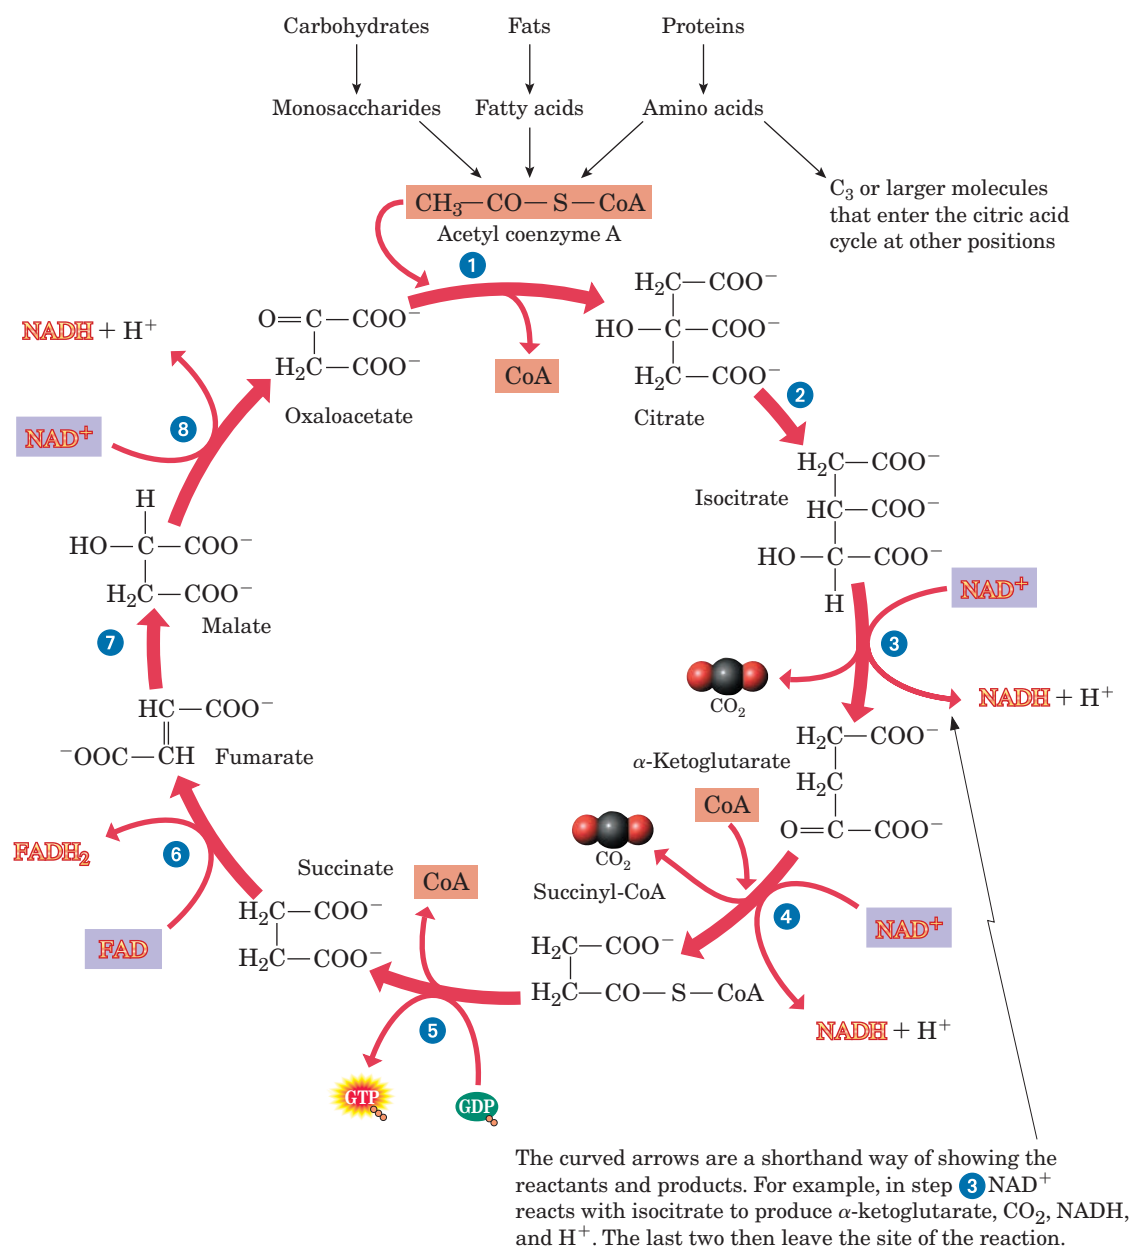 Carbohydrates Fats Proteins
Monosaccharides Fatty acids Amino acids
CH₃—CO—S—CoA
Acetyl coenzyme A
C₃ or larger molecules
that enter the citric acid
cycle at other positions
1
CoA
O=C—COO⁻
H₂C—COO⁻
Oxaloacetate
H₂C—COO⁻
HO—C—COO⁻
H₂C—COO⁻
Citrate
2
H₂C—COO⁻
HC—COO⁻
HO—C—COO⁻
H
Isocitrate
NAD⁺
3
CO₂
NADH + H⁺
H₂C—COO⁻
H₂C
O=C—COO⁻
α-Ketoglutarate
CoA
CO₂
4
NAD⁺
NADH + H⁺
Succinyl-CoA
H₂C—COO⁻
H₂C—CO—S—CoA
5
CoA
GTP
GDP
Succinate
H₂C—COO⁻
H₂C—COO⁻
6
FADH₂
FAD
HC—COO⁻
⁻OOC—CH
Fumarate
7
H
HO—C—COO⁻
H₂C—COO⁻
Malate
8
NAD⁺
NADH + H⁺
The curved arrows are a shorthand way of showing the
reactants and products. For example, in step 3 NAD⁺
reacts with isocitrate to produce α-ketoglutarate, CO₂, NADH,
and H⁺. The last two then leave the site of the reaction.